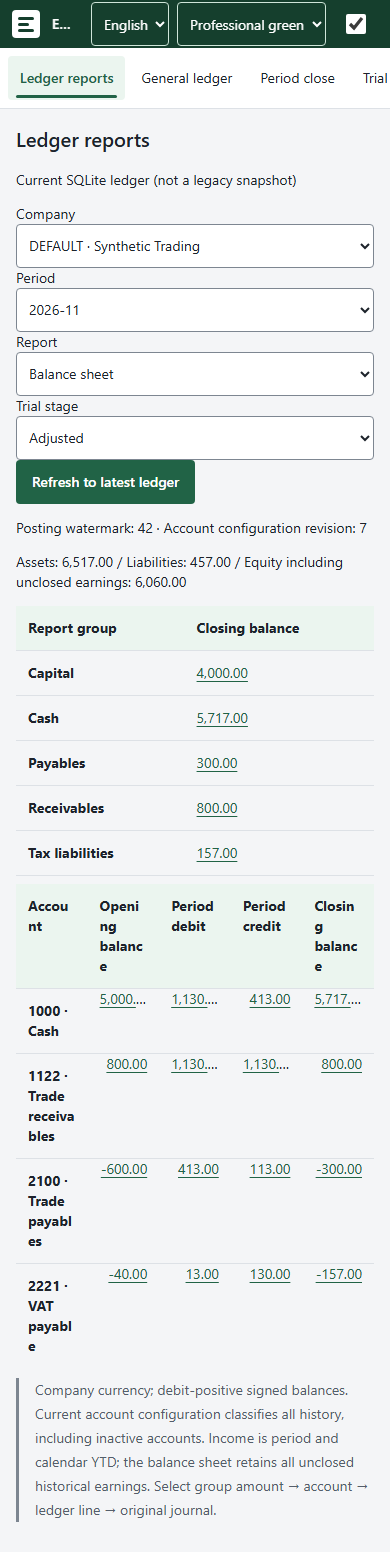 E...
English
Professional green
Ledger reports
General ledger
Period close
Trial
Ledger reports
Current SQLite ledger (not a legacy snapshot)
Company
DEFAULT · Synthetic Trading
Period
2026-11
Report
Balance sheet
Trial stage
Adjusted
Refresh to latest ledger
Posting watermark: 42 · Account configuration revision: 7
Assets: 6,517.00 / Liabilities: 457.00 / Equity including
unclosed earnings: 6,060.00
Report group Closing balance
Capital 4,000.00
Cash 5,717.00
Payables 300.00
Receivables 800.00
Tax liabilities 157.00
Accou Openi Period Period Closin
nt ng debit credit g
balanc balanc
e e
5,000.... 1,130.... 413.00 5,717....
1000 ·
Cash
800.00 1,130.... 1,130.... 800.00
1122 ·
Trade
receiva
bles
-600.00 413.00 113.00 -300.00
2100 ·
Trade
payabl
es
-40.00 13.00 130.00 -157.00
2221 ·
VAT
payabl
e
Company currency; debit-positive signed balances.
Current account configuration classifies all history,
including inactive accounts. Income is period and
calendar YTD; the balance sheet retains all unclosed
historical earnings. Select group amount → account →
ledger line → original journal.